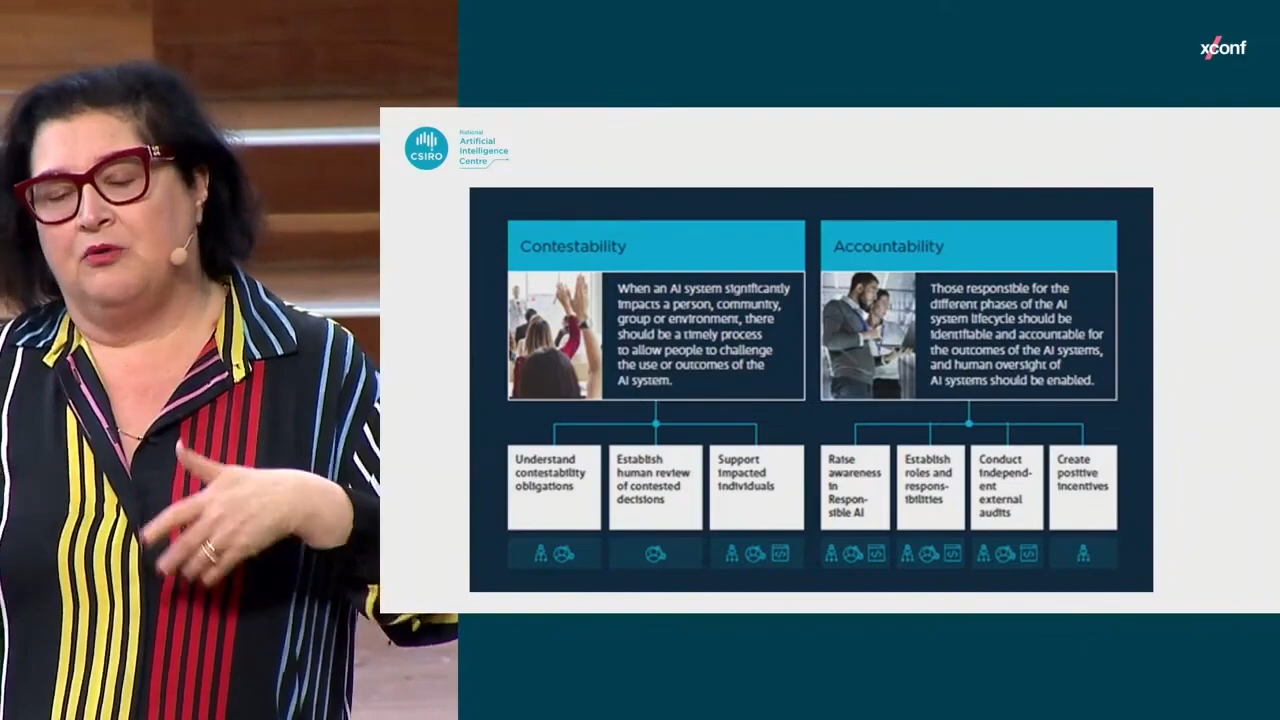 xconf
CSIRO
National
Artificial
Intelligence
Centre
Contestability
When an AI system significantly
impacts a person, community,
group or environment, there
should be a timely process
to allow people to challenge
the use or outcomes of the
AI system.
Understand
contestability
obligations
Establish
human review
of contested
decisions
Support
impacted
individuals
Accountability
Those responsible for the
different phases of the AI
system lifecycle should be
identifiable and accountable for
the outcomes of the AI systems,
and human oversight of
AI systems should be enabled.
Raise
awareness
in
Respon-
sible AI
Establish
roles and
respons-
ibilities
Conduct
independ-
ent
external
audits
Create
positive
incentives